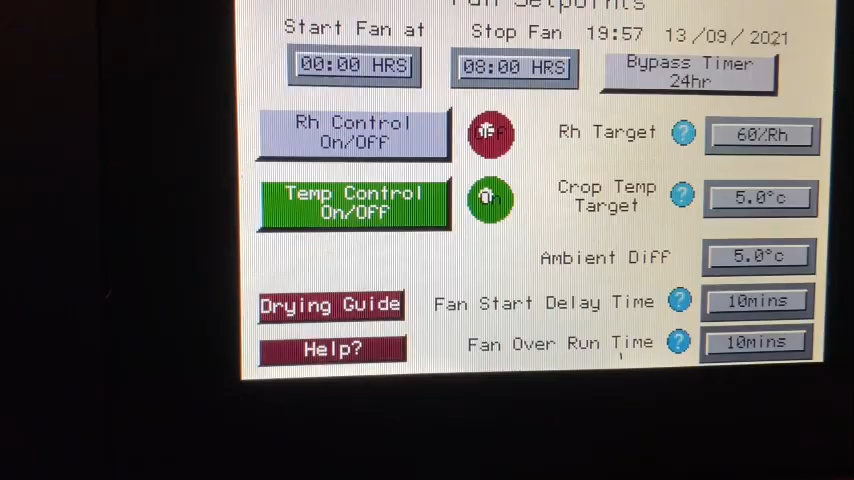 Fan Setpoints
Start Fan at Stop Fan 19:57 13/09/2021
00:00 HRS 08:00 HRS Bypass Timer
24hr
Rh Control
On/Off
Off
Rh Target ? 60%Rh
Temp Control
On/Off
On
Crop Temp
Target
? 5.0°c
Ambient Diff 5.0°c
Drying Guide Fan Start Delay Time ? 10mins
Help? Fan Over Run Time ? 10mins